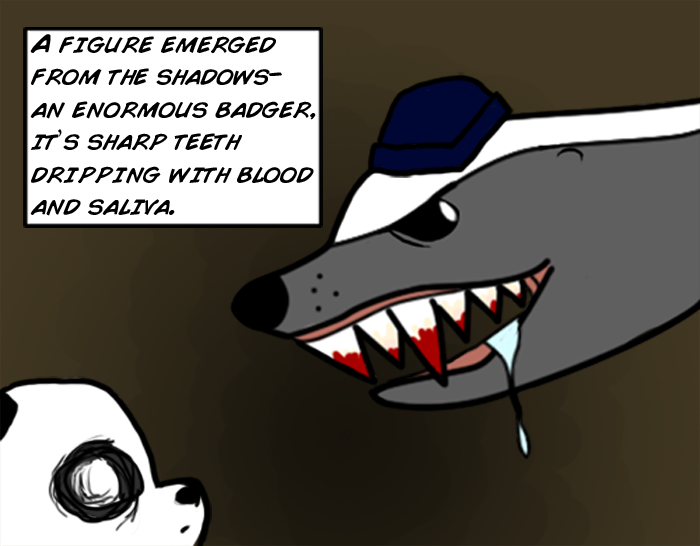 A FIGURE EMERGED
FROM THE SHADOWS-
AN ENORMOUS BADGER,
IT'S SHARP TEETH
DRIPPING WITH BLOOD
AND SALIVA.